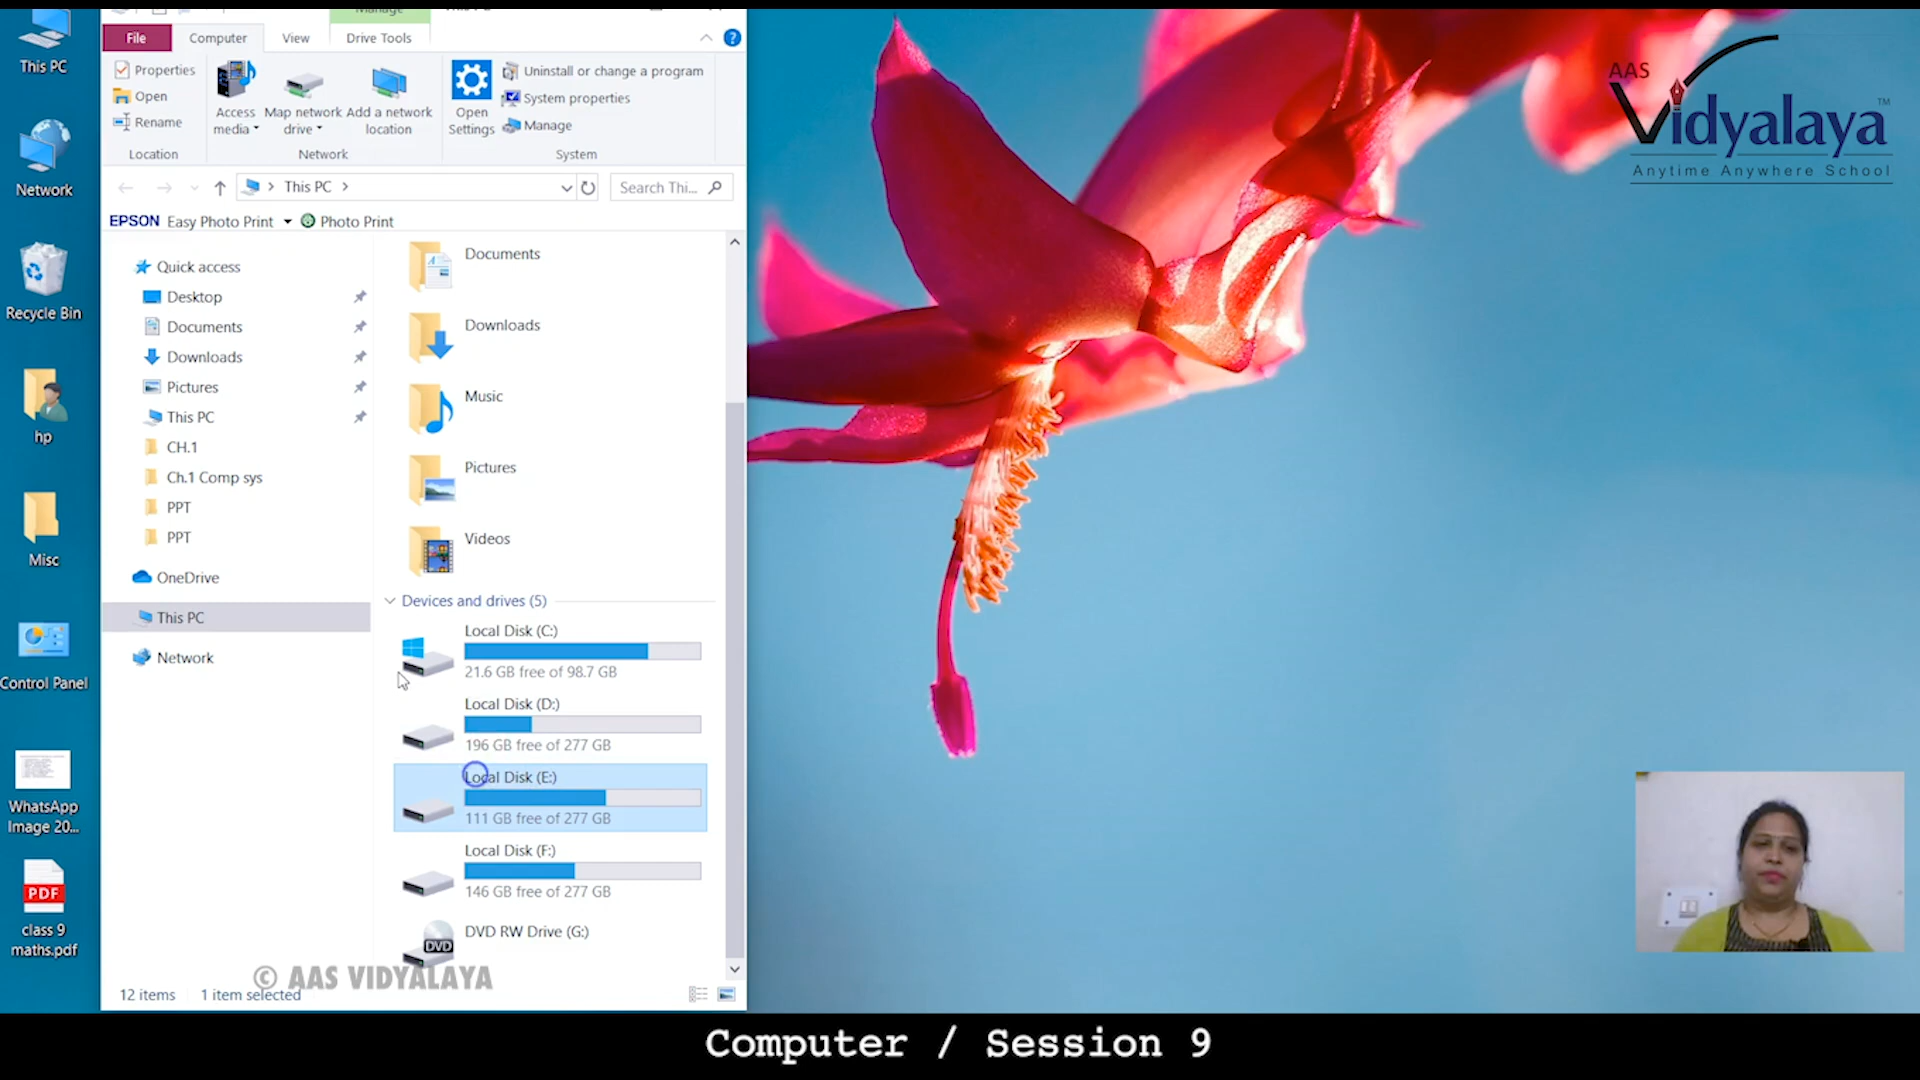 This PC
Network
Recycle Bin
hp
Misc
Control Panel
WhatsApp
Image 20...
PDF
class 9
maths.pdf
File
Computer
View
Drive Tools
Properties
Open
Rename
Location
Access
media
Map network
drive
Add a network
location
Network
Open
Settings
Uninstall or change a program
System properties
Manage
System
This PC
Search Thi...
EPSON Easy Photo Print
Photo Print
Quick access
Desktop
Documents
Downloads
Pictures
This PC
CH.1
Ch.1 Comp sys
PPT
PPT
OneDrive
This PC
Network
Documents
Downloads
Music
Pictures
Videos
Devices and drives (5)
Local Disk (C:)
21.6 GB free of 98.7 GB
Local Disk (D:)
196 GB free of 277 GB
Local Disk (E:)
111 GB free of 277 GB
Local Disk (F:)
146 GB free of 277 GB
DVD
DVD RW Drive (G:)
12 items
1 item selected
© AAS VIDYALAYA
AAS
Vidyalaya™
Anytime Anywhere School
Computer / Session 9